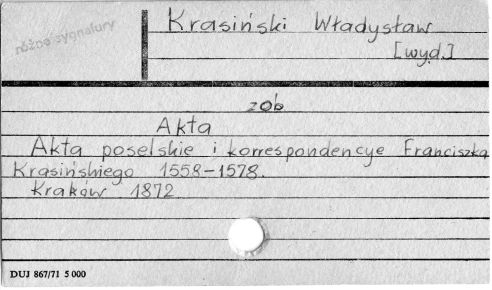 Krasiński Władysław
różne sygnatury
[wyd.]
zob
Akta
Akta poselskie i korrespondencye Franciszka
Krasińskiego 1558-1578.
Kraków 1872
DUJ 867/71 5 000